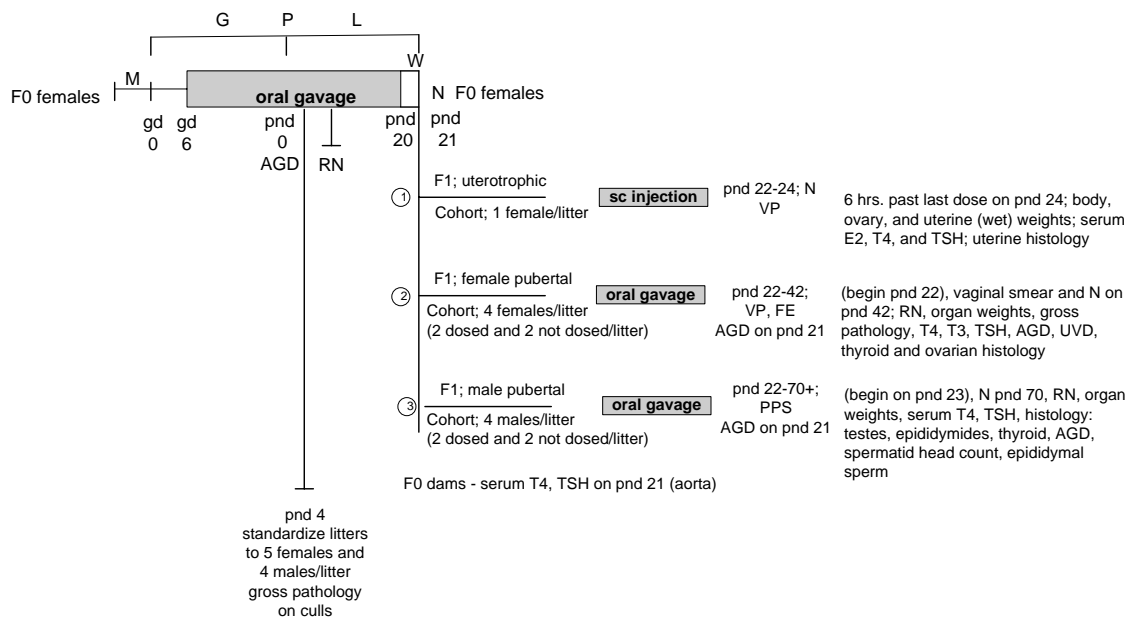 G P L
W
M
F0 females
oral gavage
N F0 females
gd
0
gd
6
pnd
0
AGD
RN
pnd
20
pnd
21
1
F1; uterotrophic
Cohort; 1 female/litter
sc injection
pnd 22-24; N
VP
6 hrs. past last dose on pnd 24; body,
ovary, and uterine (wet) weights; serum
E2, T4, and TSH; uterine histology
2
F1; female pubertal
Cohort; 4 females/litter
(2 dosed and 2 not dosed/litter)
oral gavage
pnd 22-42;
VP, FE
AGD on pnd 21
(begin pnd 22), vaginal smear and N on
pnd 42; RN, organ weights, gross
pathology, T4, T3, TSH, AGD, UVD,
thyroid and ovarian histology
3
F1; male pubertal
Cohort; 4 males/litter
(2 dosed and 2 not dosed/litter)
oral gavage
pnd 22-70+;
PPS
AGD on pnd 21
(begin on pnd 23), N pnd 70, RN, organ
weights, serum T4, TSH, histology:
testes, epididymides, thyroid, AGD,
spermatid head count, epididymal
sperm
F0 dams - serum T4, TSH on pnd 21 (aorta)
pnd 4
standardize litters
to 5 females and
4 males/litter
gross pathology
on culls